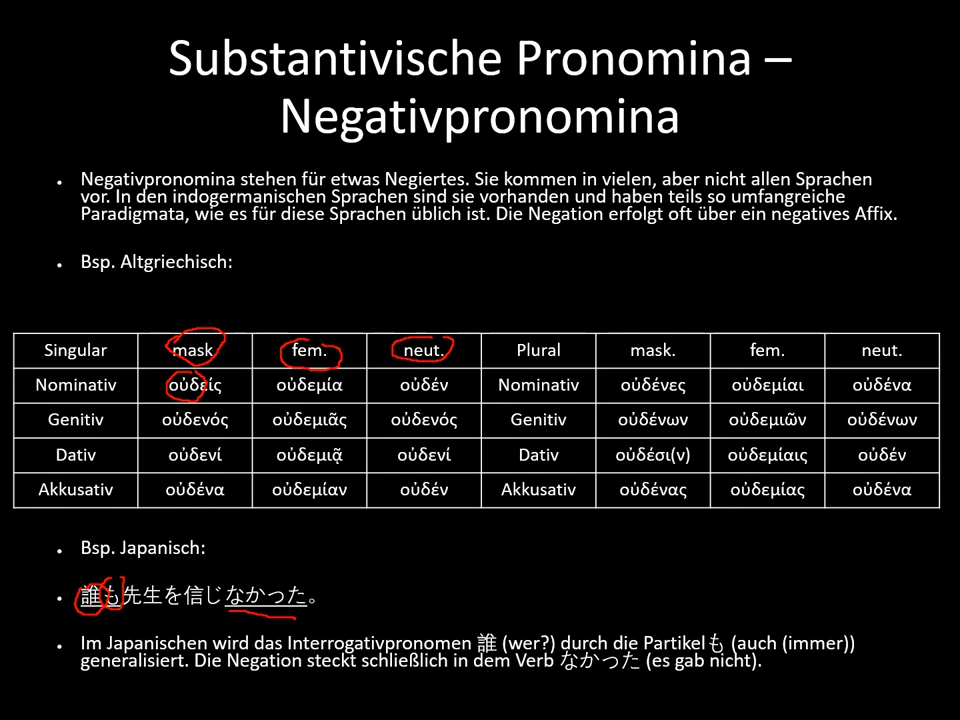 Substantivische Pronomina –
Negativpronomina
Negativpronomina stehen für etwas Negiertes. Sie kommen in vielen, aber nicht allen Sprachen
vor. In den indogermanischen Sprachen sind sie vorhanden und haben teils so umfangreiche
Paradigmata, wie es für diese Sprachen üblich ist. Die Negation erfolgt oft über ein negatives Affix.
Bsp. Altgriechisch:
Singular mask. fem. neut. Plural mask. fem. neut.
Nominativ οὐδείς οὐδεμία οὐδέν Nominativ οὐδένες οὐδεμίαι οὐδένα
Genitiv οὐδενός οὐδεμιᾶς οὐδενός Genitiv οὐδένων οὐδεμιῶν οὐδένων
Dativ οὐδενί οὐδεμιᾷ οὐδενί Dativ οὐδέσι(ν) οὐδεμίαις οὐδέν
Akkusativ οὐδένα οὐδεμίαν οὐδέν Akkusativ οὐδένας οὐδεμίας οὐδένα
Bsp. Japanisch:
誰も先生を信じなかった。
Im Japanischen wird das Interrogativpronomen 誰 (wer?) durch die Partikel も (auch (immer))
generalisiert. Die Negation steckt schließlich in dem Verb なかった (es gab nicht).